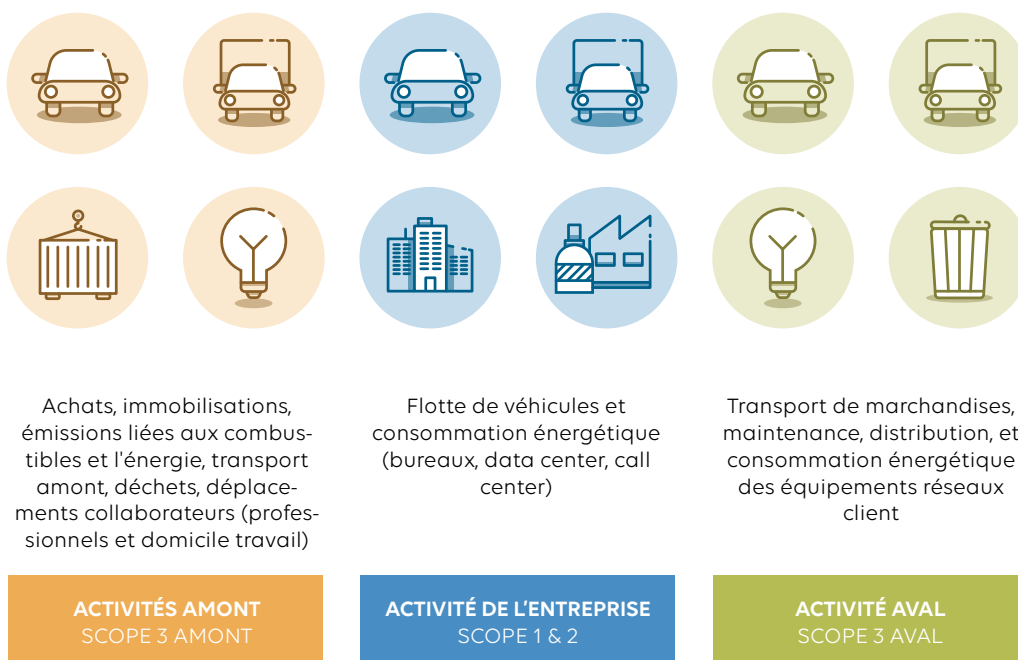 Achats, immobilisations,
émissions liées aux combus-
tibles et l'énergie, transport
amont, déchets, déplace-
ments collaborateurs (profes-
sionnels et domicile travail)
ACTIVITÉS AMONT
SCOPE 3 AMONT
Flotte de véhicules et
consommation énergétique
(bureaux, data center, call
center)
ACTIVITÉ DE L'ENTREPRISE
SCOPE 1 & 2
Transport de marchandises,
maintenance, distribution, et
consommation énergétique
des équipements réseaux
client
ACTIVITÉ AVAL
SCOPE 3 AVAL